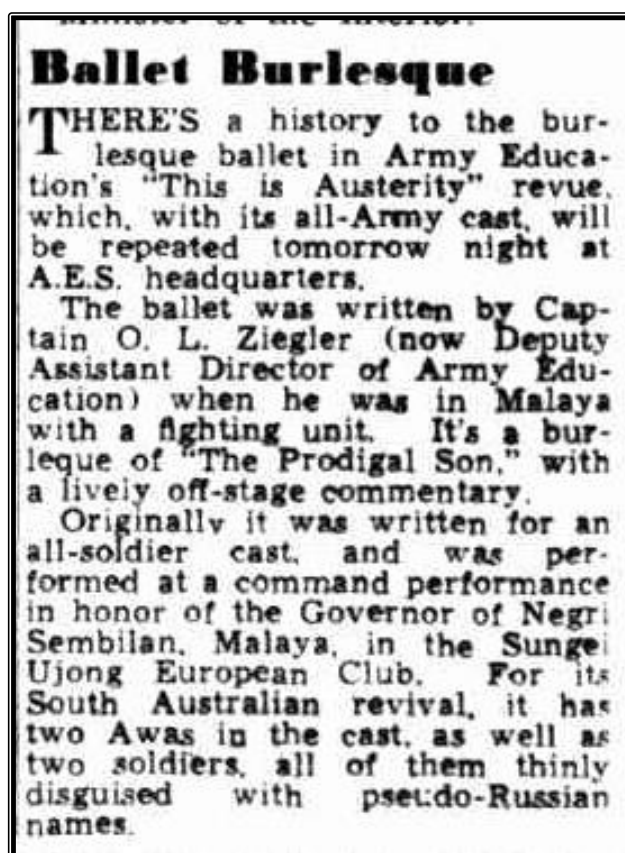 Minister of the Interior.
Ballet Burlesque
THERE'S a history to the bur-
lesque ballet in Army Educa-
tion's "This is Austerity" revue,
which, with its all-Army cast, will
be repeated tomorrow night at
A.E.S. headquarters.
The ballet was written by Cap-
tain O. L. Ziegler (now Deputy
Assistant Director of Army Edu-
cation) when he was in Malaya
with a fighting unit. It's a bur-
leque of "The Prodigal Son," with
a lively off-stage commentary.
Originally it was written for an
all-soldier cast, and was per-
formed at a command performance
in honor of the Governor of Negri
Sembilan, Malaya, in the Sungei
Ujong European Club. For its
South Australian revival, it has
two Awas in the cast, as well as
two soldiers, all of them thinly
disguised with pseudo-Russian
names.